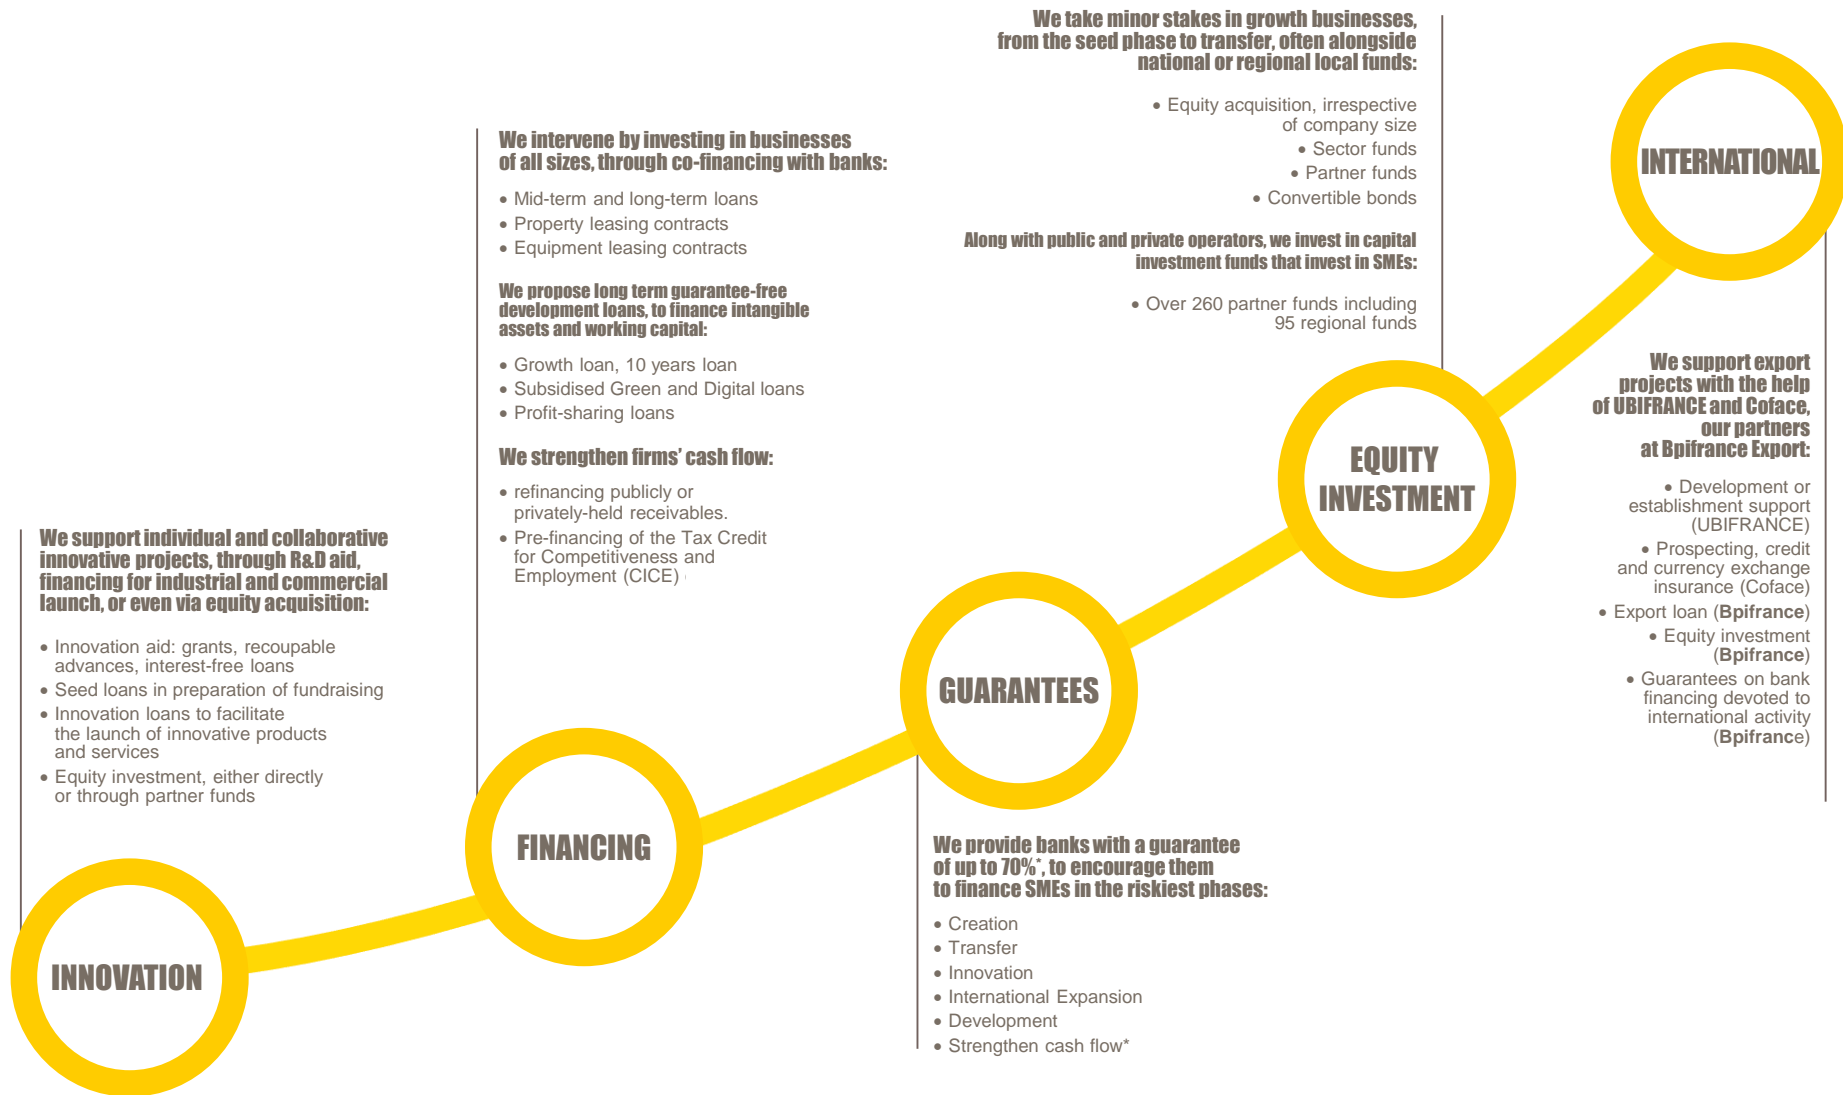 We support individual and collaborative
innovative projects, through R&D aid,
financing for industrial and commercial
launch, or even via equity acquisition:
• Innovation aid: grants, recoupable
advances, interest-free loans
• Seed loans in preparation of fundraising
• Innovation loans to facilitate
the launch of innovative products
and services
• Equity investment, either directly
or through partner funds
INNOVATION
We intervene by investing in businesses
of all sizes, through co-financing with banks:
• Mid-term and long-term loans
• Property leasing contracts
• Equipment leasing contracts
We propose long term guarantee-free
development loans, to finance intangible
assets and working capital:
• Growth loan, 10 years loan
• Subsidised Green and Digital loans
• Profit-sharing loans
We strengthen firms' cash flow:
• refinancing publicly or
privately-held receivables.
• Pre-financing of the Tax Credit
for Competitiveness and
Employment (CICE)
FINANCING
GUARANTEES
We provide banks with a guarantee
of up to 70%*, to encourage them
to finance SMEs in the riskiest phases:
• Creation
• Transfer
• Innovation
• International Expansion
• Development
• Strengthen cash flow*
We take minor stakes in growth businesses,
from the seed phase to transfer, often alongside
national or regional local funds:
• Equity acquisition, irrespective
of company size
• Sector funds
• Partner funds
• Convertible bonds
Along with public and private operators, we invest in capital
investment funds that invest in SMEs:
• Over 260 partner funds including
95 regional funds
EQUITY
INVESTMENT
INTERNATIONAL
We support export
projects with the help
of UBIFRANCE and Coface,
our partners
at Bpifrance Export:
• Development or
establishment support
(UBIFRANCE)
• Prospecting, credit
and currency exchange
insurance (Coface)
• Export loan (Bpifrance)
• Equity investment
(Bpifrance)
• Guarantees on bank
financing devoted to
international activity
(Bpifrance)